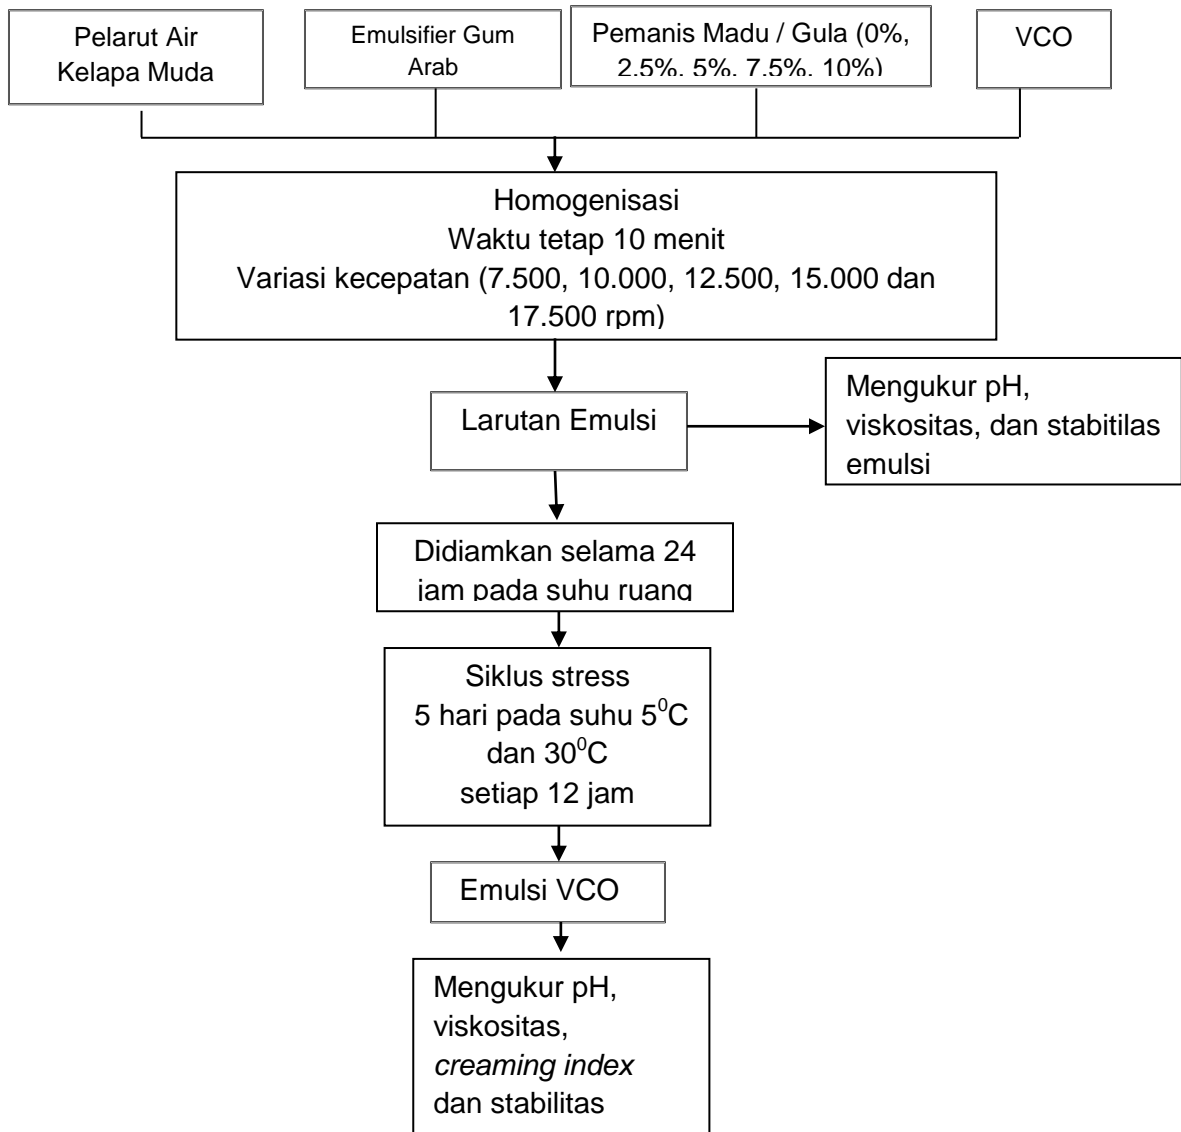 Pelarut Air
Kelapa Muda
Emulsifier Gum
Arab
Pemanis Madu / Gula (0%,
2.5%, 5%, 7.5%, 10%)
VCO
Homogenisasi
Waktu tetap 10 menit
Variasi kecepatan (7.500, 10.000, 12.500, 15.000 dan
17.500 rpm)
Larutan Emulsi
Mengukur pH,
viskositas, dan stabitilas
emulsi
Didiamkan selama 24
jam pada suhu ruang
Siklus stress
5 hari pada suhu 5⁰C
dan 30⁰C
setiap 12 jam
Emulsi VCO
Mengukur pH,
viskositas,
creaming index
dan stabilitas